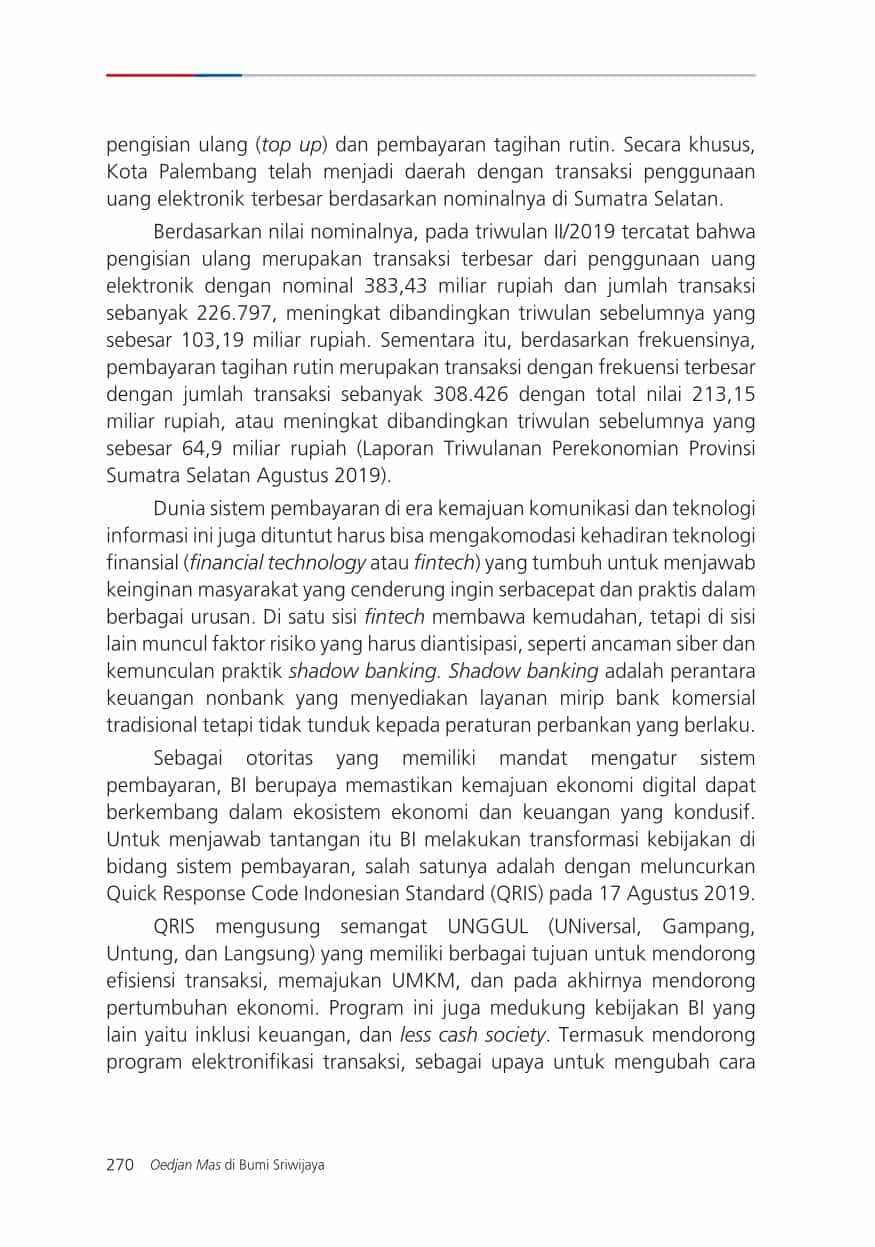 pengisian ulang (top up) dan pembayaran tagihan rutin. Secara khusus,
Kota Palembang telah menjadi daerah dengan transaksi penggunaan
uang elektronik terbesar berdasarkan nominalnya di Sumatra Selatan.
Berdasarkan nilai nominalnya, pada triwulan II/2019 tercatat bahwa
pengisian ulang merupakan transaksi terbesar dari penggunaan uang
elektronik dengan nominal 383,43 miliar rupiah dan jumlah transaksi
sebanyak 226.797, meningkat dibandingkan triwulan sebelumnya yang
sebesar 103,19 miliar rupiah. Sementara itu, berdasarkan frekuensinya,
pembayaran tagihan rutin merupakan transaksi dengan frekuensi terbesar
dengan jumlah transaksi sebanyak 308.426 dengan total nilai 213,15
miliar rupiah, atau meningkat dibandingkan triwulan sebelumnya yang
sebesar 64,9 miliar rupiah (Laporan Triwulanan Perekonomian Provinsi
Sumatra Selatan Agustus 2019).
Dunia sistem pembayaran di era kemajuan komunikasi dan teknologi
informasi ini juga dituntut harus bisa mengakomodasi kehadiran teknologi
finansial (financial technology atau fintech) yang tumbuh untuk menjawab
keinginan masyarakat yang cenderung ingin serbacepat dan praktis dalam
berbagai urusan. Di satu sisi fintech membawa kemudahan, tetapi di sisi
lain muncul faktor risiko yang harus diantisipasi, seperti ancaman siber dan
kemunculan praktik shadow banking. Shadow banking adalah perantara
keuangan nonbank yang menyediakan layanan mirip bank komersial
tradisional tetapi tidak tunduk kepada peraturan perbankan yang berlaku.
Sebagai otoritas yang memiliki mandat mengatur sistem
pembayaran, BI berupaya memastikan kemajuan ekonomi digital dapat
berkembang dalam ekosistem ekonomi dan keuangan yang kondusif.
Untuk menjawab tantangan itu BI melakukan transformasi kebijakan di
bidang sistem pembayaran, salah satunya adalah dengan meluncurkan
Quick Response Code Indonesian Standard (QRIS) pada 17 Agustus 2019.
QRIS mengusung semangat UNGGUL (UNiversal, Gampang,
Untung, dan Langsung) yang memiliki berbagai tujuan untuk mendorong
efisiensi transaksi, memajukan UMKM, dan pada akhirnya mendorong
pertumbuhan ekonomi. Program ini juga medukung kebijakan BI yang
lain yaitu inklusi keuangan, dan less cash society. Termasuk mendorong
program elektronifikasi transaksi, sebagai upaya untuk mengubah cara
270 Oedjan Mas di Bumi Sriwijaya